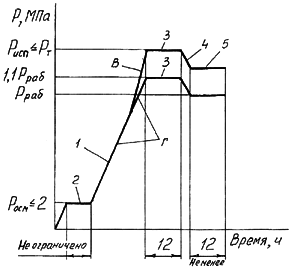 P, МПа
Pисп≤Pт
1,1Pраб
Pраб
Pосм≤2
В
3
4
5
3
Г
1
2
Не ограничено
12
12
Не менее
Время, ч